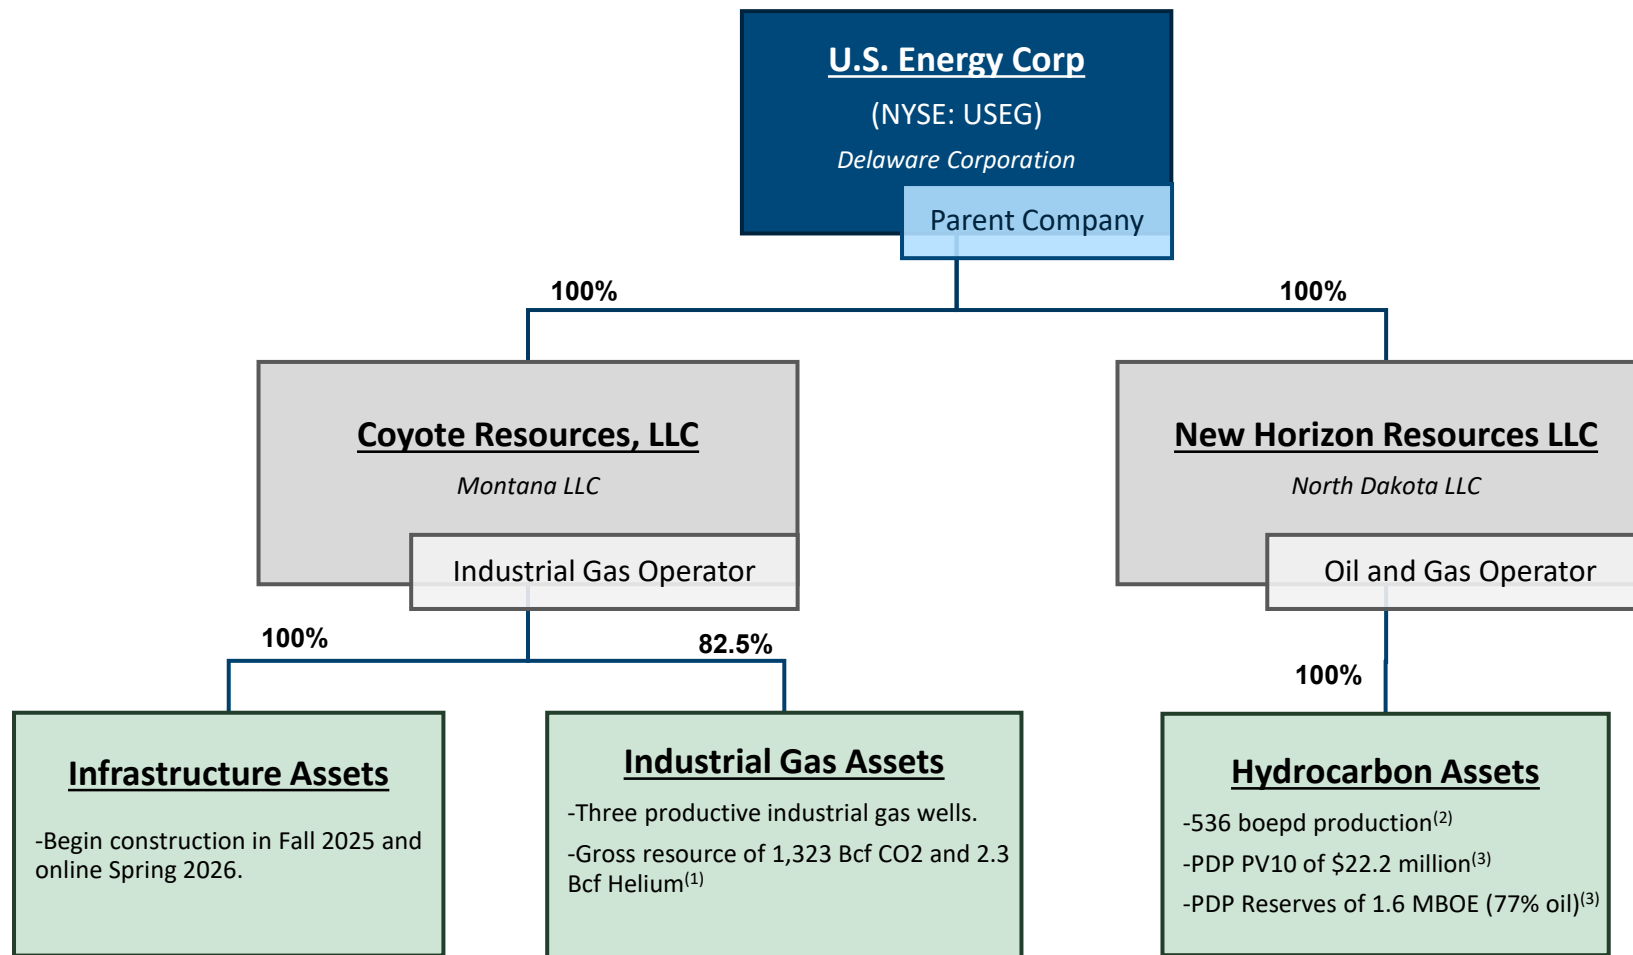 U.S. Energy Corp
(NYSE: USEG)
Delaware Corporation
Parent Company
100%
100%
Coyote Resources, LLC
Montana LLC
Industrial Gas Operator
New Horizon Resources LLC
North Dakota LLC
Oil and Gas Operator
100%
82.5%
100%
Infrastructure Assets
-Begin construction in Fall 2025 and
online Spring 2026.
Industrial Gas Assets
-Three productive industrial gas wells.
-Gross resource of 1,323 Bcf CO2 and 2.3
Bcf Helium(1)
Hydrocarbon Assets
-536 boepd production(2)
-PDP PV10 of $22.2 million(3)
-PDP Reserves of 1.6 MBOE (77% oil)(3)